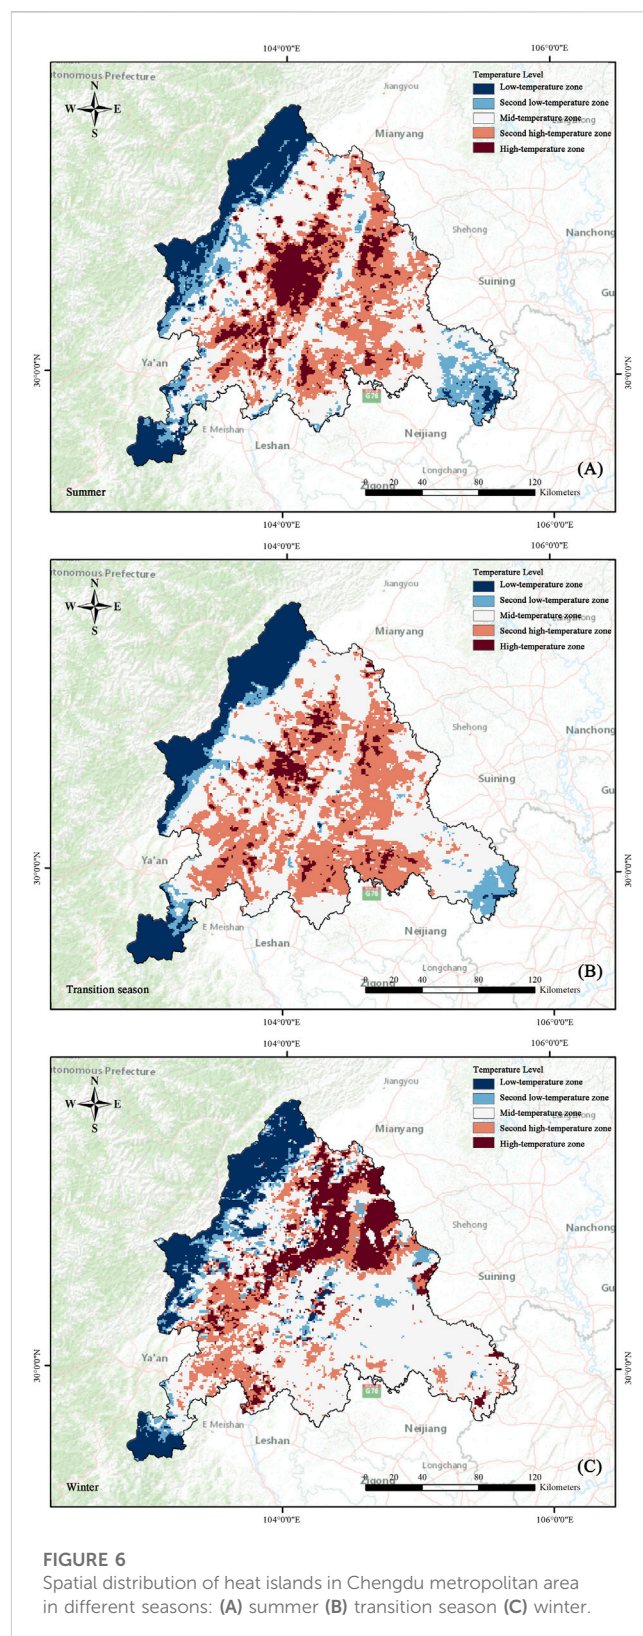 104°0'0"E
106°0'0"E
tonomous Prefecture
Jiangyou
Mianyang
Shehong
Nanchong
Suining
Gu
Ya'an
E Meishan
Leshan
Neijiang
Longchang
Zigong
G78
N
W E
S
Temperature Level
Low-temperature zone
Second low-temperature zone
Mid-temperature zone
Second high-temperature zone
High-temperature zone
30°0'0"N
30°0'0"N
0 20 40 80 120
Kilometers
Summer
(A)
104°0'0"E
106°0'0"E
104°0'0"E
106°0'0"E
tonomous Prefecture
Jiangyou
Mianyang
Shehong
Nanchong
Suining
Gu
Ya'an
E Meishan
Leshan
Neijiang
Longchang
Zigong
G78
N
W E
S
Temperature Level
Low-temperature zone
Second low-temperature zone
Mid-temperature zone
Second high-temperature zone
High-temperature zone
30°0'0"N
30°0'0"N
0 20 40 80 120
Kilometers
Transition season
(B)
104°0'0"E
106°0'0"E
104°0'0"E
106°0'0"E
tonomous Prefecture
Jiangyou
Mianyang
Shehong
Nanchong
Suining
Gu
Ya'an
E Meishan
Leshan
Neijiang
Longchang
Zigong
G78
N
W E
S
Temperature Level
Low-temperature zone
Second low-temperature zone
Mid-temperature zone
Second high-temperature zone
High-temperature zone
30°0'0"N
30°0'0"N
0 20 40 80 120
Kilometers
Winter
(C)
104°0'0"E
106°0'0"E
FIGURE 6
Spatial distribution of heat islands in Chengdu metropolitan area
in different seasons: (A) summer (B) transition season (C) winter.